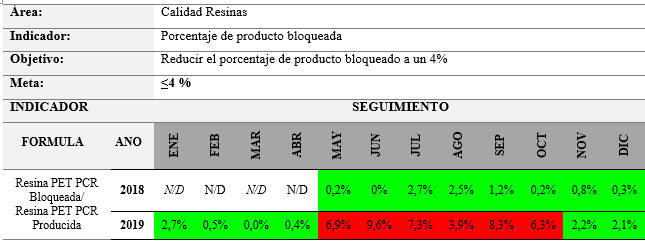 Área: Calidad Resinas
Indicador: Porcentaje de producto bloqueada
Objetivo: Reducir el porcentaje de producto bloqueado a un 4%
Meta: ≤4 %
INDICADOR SEGUIMIENTO
FORMULA ANO ENE FEB MAR ABR MAY JUN JUL AGO SEP OCT NOV DIC
Resina PET PCR
Bloqueada/
Resina PET PCR
Producida
2018 N/D N/D N/D N/D 0,2% 0% 2,7% 2,5% 1,2% 0,2% 0,8% 0,3%
2019 2,7% 0,5% 0,0% 0,4% 6,9% 9,6% 7,3% 3,9% 8,3% 6,3% 2,2% 2,1%